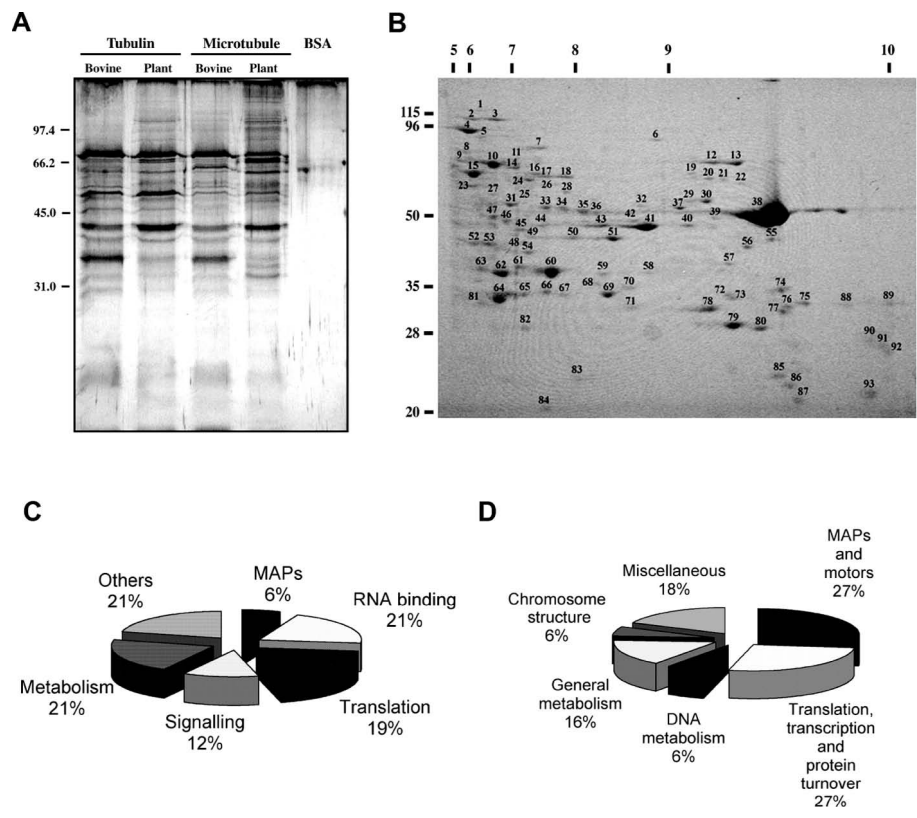 A
Tubulin Microtubule BSA
Bovine Plant Bovine Plant
97.4
66.2
45.0
31.0
B
5 6 7 8 9 10
115
96
50
35
28
20
1
2 3
4
5
6
7
8
9 10 11 12 13
14
15 16 17 18 19 20 21 22
23 24 26
27 25 28 29 30
31 33 34 32 37 38
35 36 39
47 46 44 43 42 41 40
45
49 50 51 55
52 53 48 54 56
57
63 62 61 60 59 58
81 64 65 66 67 68 69 70 72 73 74
71 78 76 75 88 89
77
82 79 80 90
91
92
83 85 86 93
87
84
C
Others
21%
MAPs
6%
RNA binding
21%
Metabolism
21%
Signalling
12%
Translation
19%
D
Miscellaneous
18%
MAPs
and
motors
27%
Chromosome
structure
6%
General
metabolism
16%
DNA
metabolism
6%
Translation,
transcription
and
protein
turnover
27%